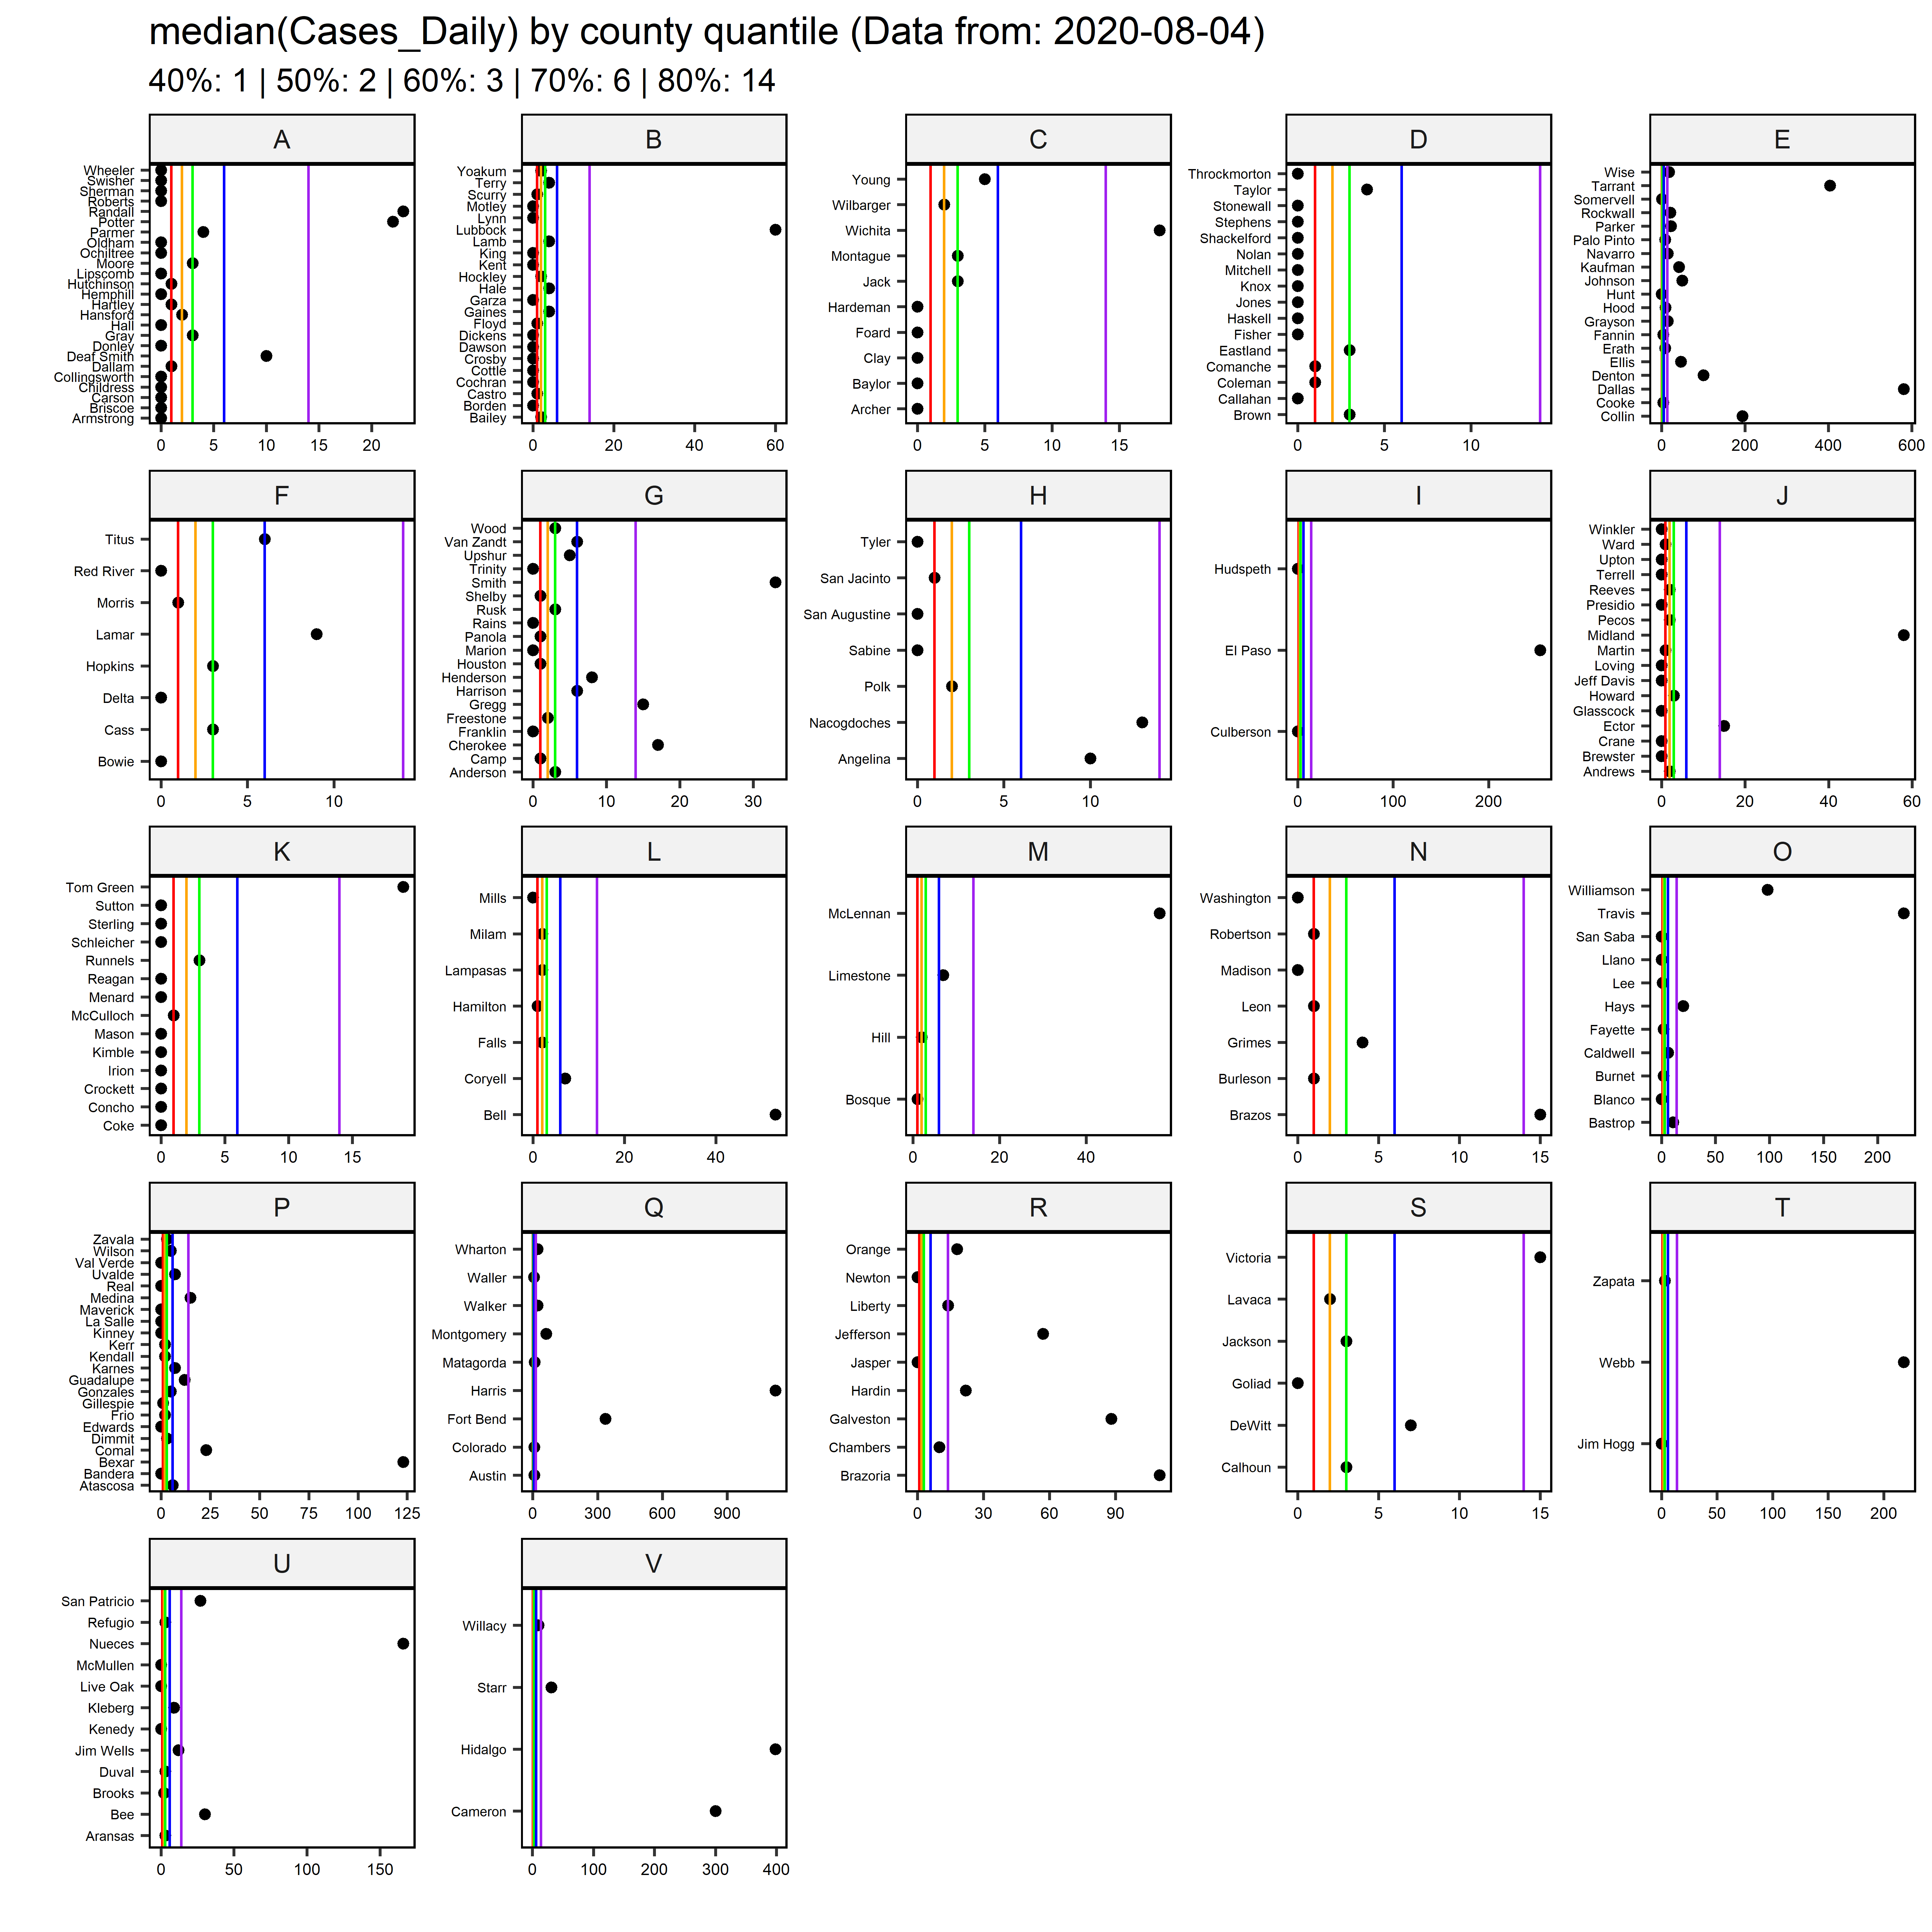 median(Cases_Daily) by county quantile (Data from: 2020-08-04)
40%: 1 | 50%: 2 | 60%: 3 | 70%: 6 | 80%: 14
A
Wheeler
Swisher
Sherman
Roberts
Randall
Potter
Parmer
Oldham
Ochiltree
Moore
Lipscomb
Hutchinson
Hemphill
Hartley
Hansford
Hall
Gray
Donley
Deaf Smith
Dallam
Collingsworth
Childress
Carson
Briscoe
Armstrong
0 5 10 15 20
B
Yoakum
Terry
Scurry
Motley
Lynn
Lubbock
Lamb
King
Kent
Hockley
Hale
Garza
Gaines
Floyd
Dickens
Dawson
Crosby
Cottle
Cochran
Castro
Borden
Bailey
0 20 40 60
C
Young
Wilbarger
Wichita
Montague
Jack
Hardeman
Foard
Clay
Baylor
Archer
0 5 10 15
D
Throckmorton
Taylor
Stonewall
Stephens
Shackelford
Nolan
Mitchell
Knox
Jones
Haskell
Fisher
Eastland
Comanche
Coleman
Callahan
Brown
0 5 10
E
Wise
Tarrant
Somervell
Rockwall
Parker
Palo Pinto
Navarro
Kaufman
Johnson
Hunt
Hood
Grayson
Fannin
Erath
Ellis
Denton
Dallas
Cooke
Collin
0 200 400 600
F
Titus
Red River
Morris
Lamar
Hopkins
Delta
Cass
Bowie
0 5 10
G
Wood
Van Zandt
Upshur
Trinity
Smith
Shelby
Rusk
Rains
Panola
Marion
Houston
Henderson
Harrison
Gregg
Freestone
Franklin
Cherokee
Camp
Anderson
0 10 20 30
H
Tyler
San Jacinto
San Augustine
Sabine
Polk
Nacogdoches
Angelina
0 5 10
I
Hudspeth
El Paso
Culberson
0 100 200
J
Winkler
Ward
Upton
Terrell
Reeves
Presidio
Pecos
Midland
Martin
Loving
Jeff Davis
Howard
Glasscock
Ector
Crane
Brewster
Andrews
0 20 40 60
K
Tom Green
Sutton
Sterling
Schleicher
Runnels
Reagan
Menard
McCulloch
Mason
Kimble
Irion
Crockett
Concho
Coke
0 5 10 15
L
Mills
Milam
Lampasas
Hamilton
Falls
Coryell
Bell
0 20 40
M
McLennan
Limestone
Hill
Bosque
0 20 40
N
Washington
Robertson
Madison
Leon
Grimes
Burleson
Brazos
0 5 10 15
O
Williamson
Travis
San Saba
Llano
Lee
Hays
Fayette
Caldwell
Burnet
Blanco
Bastrop
0 50 100 150 200
P
Zavala
Wilson
Val Verde
Uvalde
Real
Medina
Maverick
La Salle
Kinney
Kerr
Kendall
Karnes
Guadalupe
Gonzales
Gillespie
Frio
Edwards
Dimmit
Comal
Bexar
Bandera
Atascosa
0 25 50 75 100 125
Q
Wharton
Waller
Walker
Montgomery
Matagorda
Harris
Fort Bend
Colorado
Austin
0 300 600 900
R
Orange
Newton
Liberty
Jefferson
Jasper
Hardin
Galveston
Chambers
Brazoria
0 30 60 90
S
Victoria
Lavaca
Jackson
Goliad
DeWitt
Calhoun
0 5 10 15
T
Zapata
Webb
Jim Hogg
0 50 100 150 200
U
San Patricio
Refugio
Nueces
McMullen
Live Oak
Kleberg
Kenedy
Jim Wells
Duval
Brooks
Bee
Aransas
0 50 100 150
V
Willacy
Starr
Hidalgo
Cameron
0 100 200 300 400